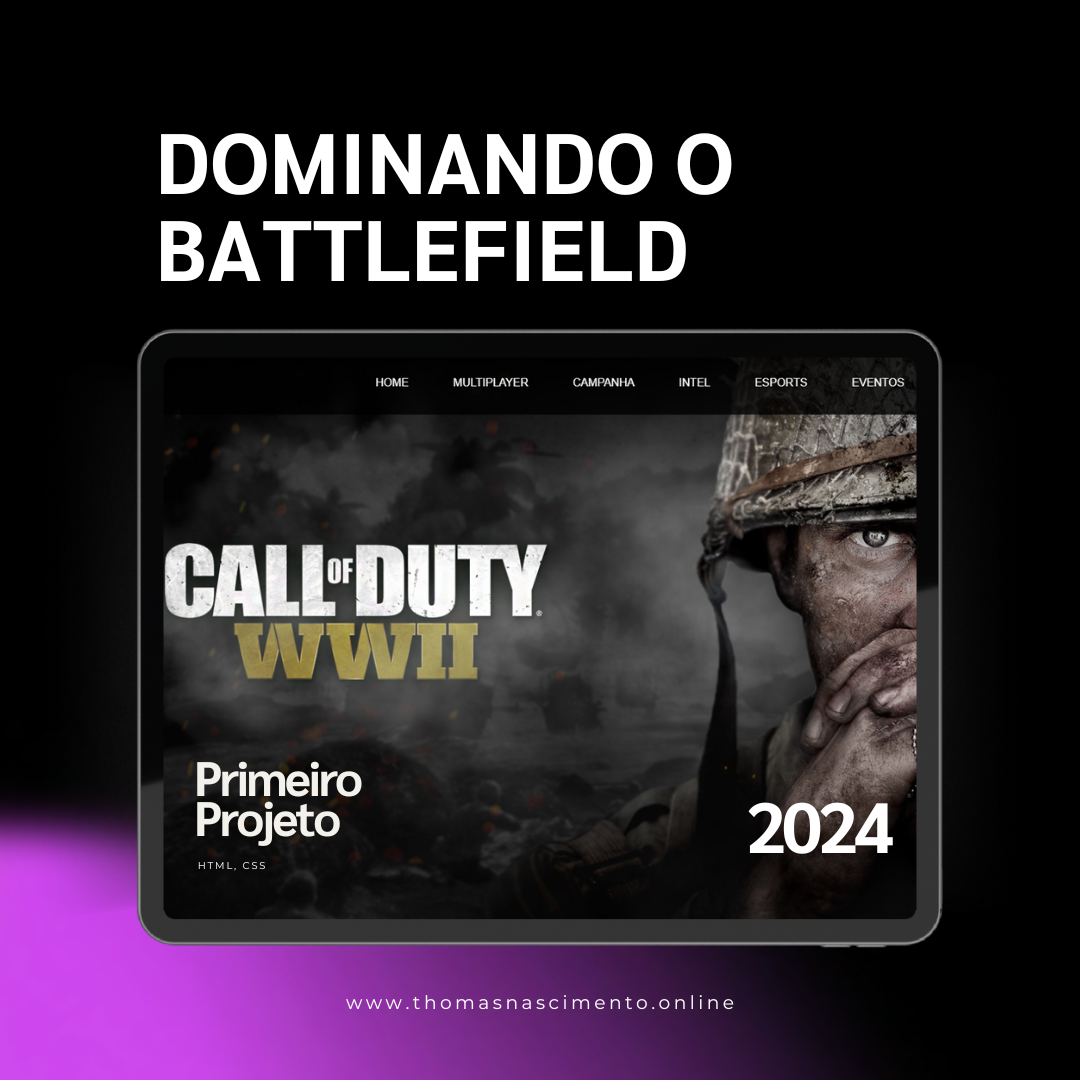 DOMINANDO O
BATTLEFIELD
HOME MULTIPLAYER CAMPANHA INTEL ESPORTS EVENTOS
CALL OF DUTY®
WWII
Primeiro
Projeto
2024
HTML, CSS
www.thomasnascimento.online